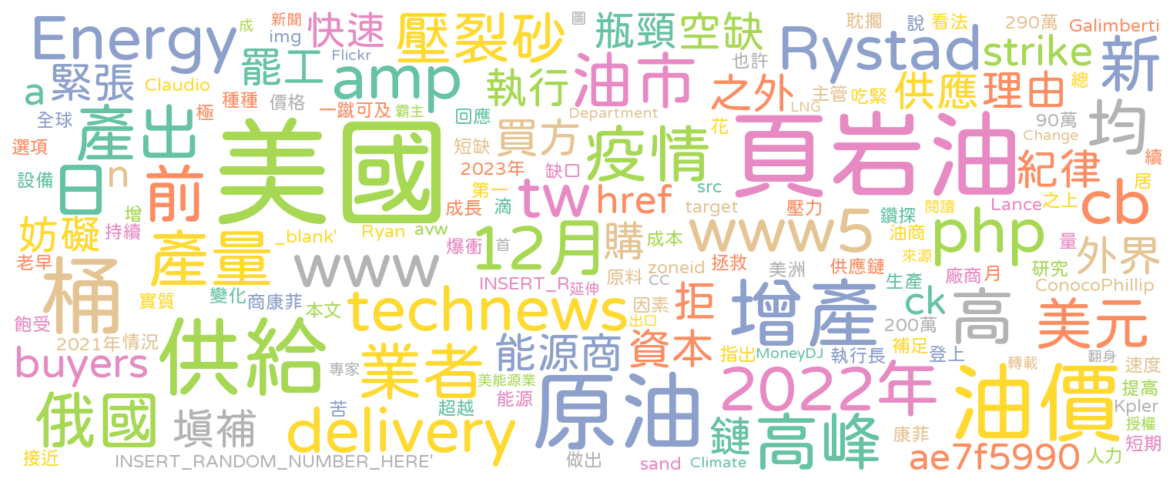 Energy
成
新聞
img
Flickr
快速
壓裂砂
瓶頸
空缺
耽擱
說
看法
290萬
Galimberti
緊張
罷工
amp
執行
油市
也許
Rystad
strike
新
a
Claudio
極
種種
價格
一蹴可及
霸主
回應
Department
之外
LNG
主管
吃緊
供應
理由
總
全球
選項
產出
美國
短缺
買方
疫情
花
頁岩油
90萬
Change
均
紀律
續
設備
日
n
前
2023年
缺口
第一
成長
滴
tw
href
src
target
壓力
鑽探
油商
閱讀
居
之上
Lance
cb
妨礙
增
持續
老早
_blank'
Ryan
avw
爆衝
首
12月
購
成本
www5
php
來源
量
外界
桶
產量
www
INSERT_R
延伸
原料
zoneid
cc
拯救
美洲
供應鏈
生產
廠商
月
研究
ConocoPhillip
實質
變化
商康菲
本文
technews
因素
出口
拒
增產
ck
200萬
高
美元
飽受
2021年
情況
buyers
供給
專家
業者
美能源業
能源
能源商
資本
指出
MoneyDJ
執行長
補足
登上
轉載
翻身
速度
提高
Kpler
授權
短期
俄國
填補
苦
超越
delivery
原油
2022年
油價
鏈
高峰
康菲
接近
INSERT_RANDOM_NUMBER_HERE'
做出
sand
Climate
ae7f5990
人力